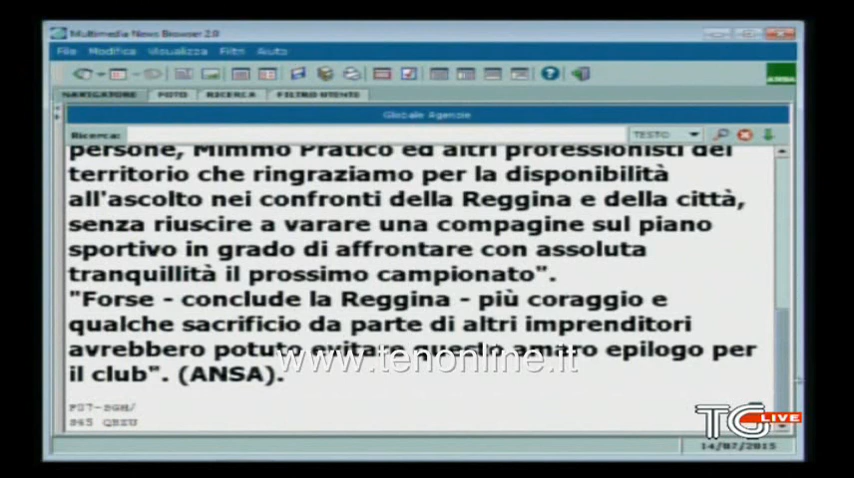 Multimedia News Browser 2.0
File Modifica Visualizza Filtri Aiuto
ANSA
NAVIGATORE FOTO RICERCA FILTRO UTENTE
Globale Agenzie
Ricerca: TESTO
persone, Mimmo Pratico ed altri professionisti del
territorio che ringraziamo per la disponibilità
all'ascolto nei confronti della Reggina e della città,
senza riuscire a varare una compagine sul piano
sportivo in grado di affrontare con assoluta
tranquillità il prossimo campionato".
"Forse - conclude la Reggina - più coraggio e
qualche sacrificio da parte di altri imprenditori
avrebbero potuto evitare questo amaro epilogo per
il club". (ANSA).
www.tenonline.it
TG LIVE
14/07/2015